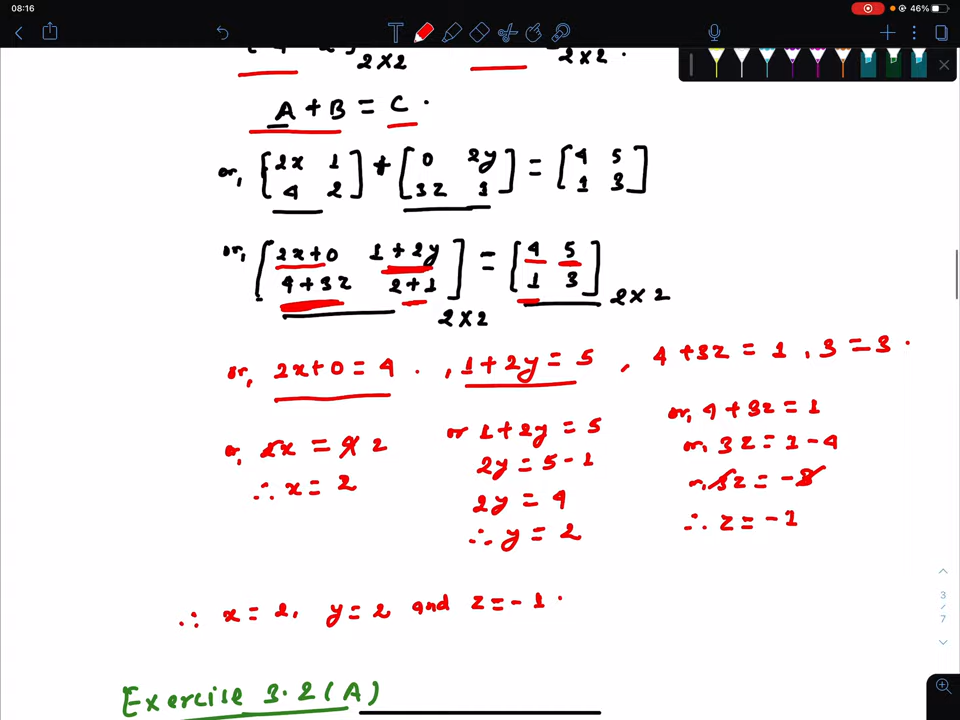 08:16
46%
2×2 2×2 .
A + B = C .
or, [2x 1 + [0 2y = [4 5
4 2] 3z 1] 1 3]
or, [2x+0 1+2y = [4 5
4+3z 2+1] 2×2 1 3] 2×2
or, 2x+0 = 4 . , 1+2y = 5 , 4+3z = 1 , 3 = 3 .
or, 2x = 4 2
∴ x = 2
or 1+2y = 5
2y = 5-1
2y = 4
∴ y = 2
or, 4+3z = 1
or, 3z = 1-4
or, 3z = -3
∴ z = -1
∴ x = 2, y = 2 and z = -1 .
Exercise 3.2(A)
3
/
7